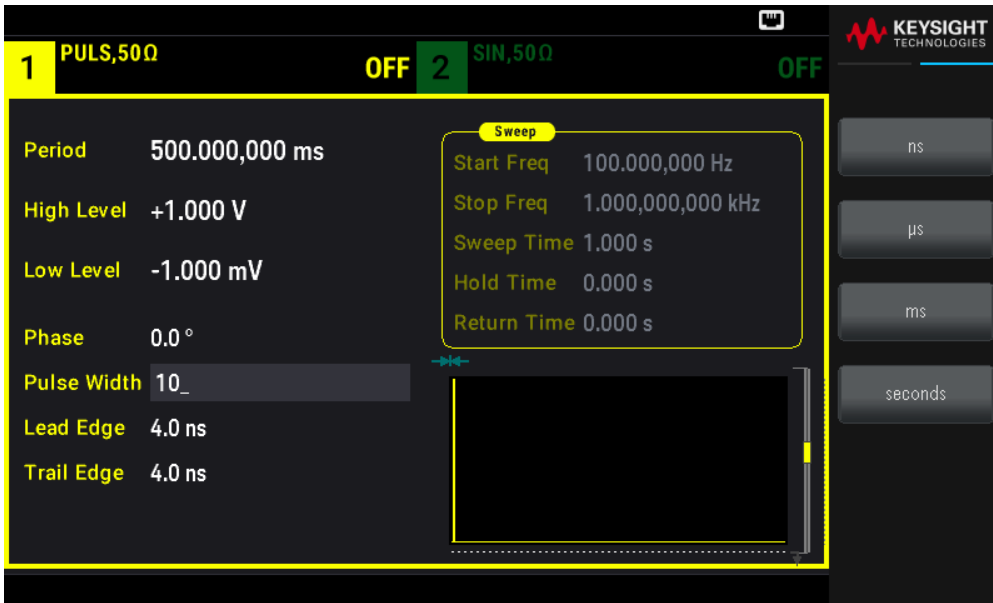 KEYSIGHT
TECHNOLOGIES
1 PULS,50Ω OFF 2 SIN,50Ω OFF
Period 500.000,000 ms
High Level +1.000 V
Low Level -1.000 mV
Phase 0.0 °
Pulse Width 10_
Lead Edge 4.0 ns
Trail Edge 4.0 ns
Sweep
Start Freq 100.000,000 Hz
Stop Freq 1.000,000,000 kHz
Sweep Time 1.000 s
Hold Time 0.000 s
Return Time 0.000 s
ns
µs
ms
seconds